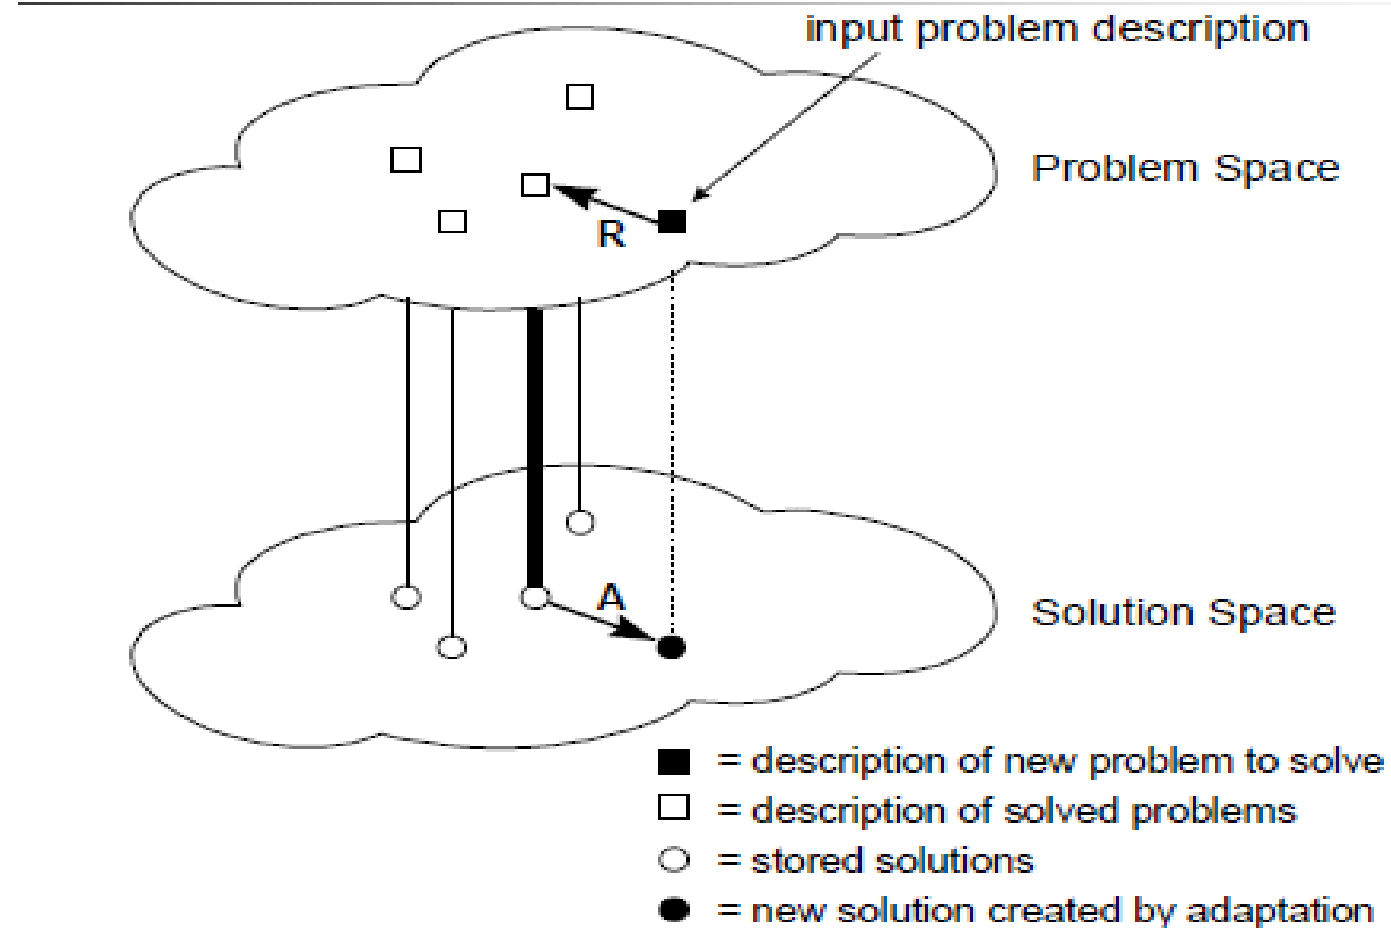 input problem description
Problem Space
R
A
Solution Space
= description of new problem to solve
= description of solved problems
= stored solutions
= new solution created by adaptation